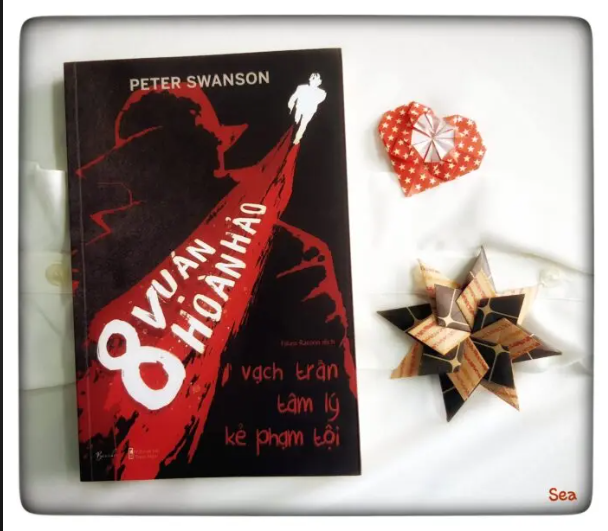 PETER SWANSON
8 VỤ ÁN
HOÀN HẢO
vạch trần
tâm lý
kẻ phạm tội
Sea